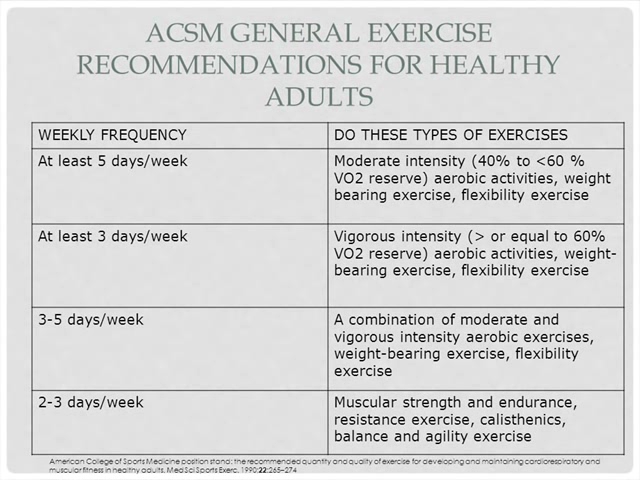 ACSM GENERAL EXERCISE
RECOMMENDATIONS FOR HEALTHY
ADULTS
WEEKLY FREQUENCY
DO THESE TYPES OF EXERCISES
At least 5 days/week
Moderate intensity (40% to <60 %
VO2 reserve) aerobic activities, weight
bearing exercise, flexibility exercise
At least 3 days/week
Vigorous intensity (> or equal to 60%
VO2 reserve) aerobic activities, weight-
bearing exercise, flexibility exercise
3-5 days/week
A combination of moderate and
vigorous intensity aerobic exercises,
weight-bearing exercise, flexibility
exercise
2-3 days/week
Muscular strength and endurance,
resistance exercise, calisthenics,
balance and agility exercise
American College of Sports Medicine position stand: the recommended quantity and quality of exercise for developing and maintaining cardiorespiratory and
muscular fitness in healthy adults. Med Sci Sports Exerc. 1990;22:265–274